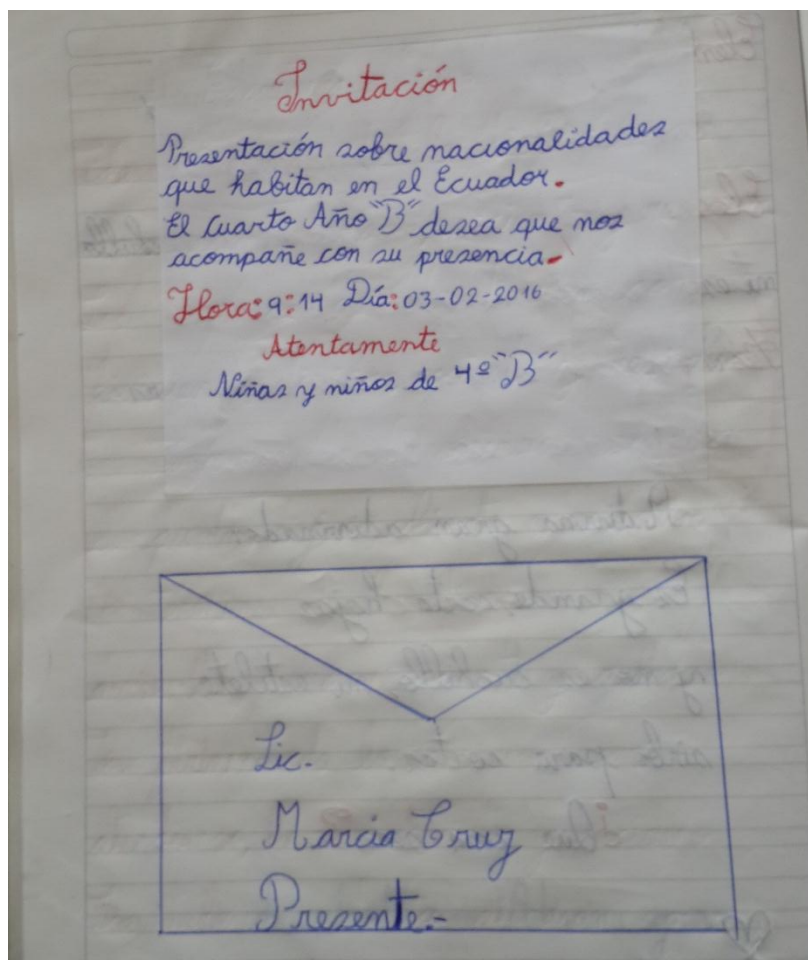 Invitación
Presentación sobre nacionalidades
que habitan en el Ecuador.
El Cuarto Año "B" desea que nos
acompañe con su presencia.
Hora: 9:14 Día: 03-02-2016
Atentamente
Niñas y niños de 4º "B"
Lic.
Marcia Cruz
Presente.-